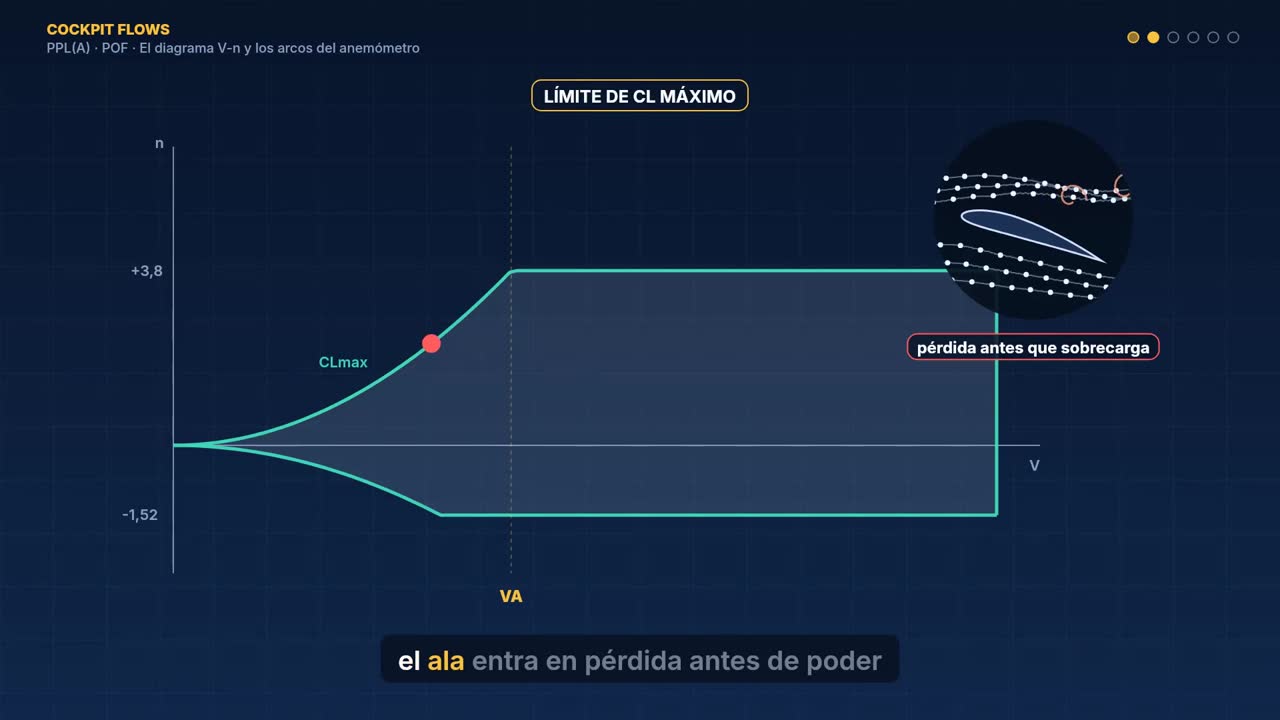 COCKPIT FLOWS
PPL(A) · POF · El diagrama V-n y los arcos del anemómetro
LÍMITE DE CL MÁXIMO
n
+3,8
CLmax
pérdida antes que sobrecarga
V
-1,52
VA
el ala entra en pérdida antes de poder